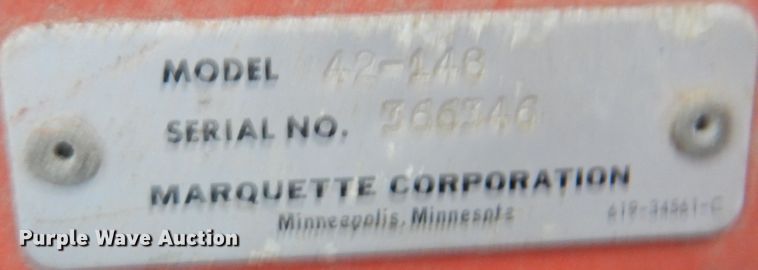 MODEL 42-146
SERIAL NO. 366346
MARQUETTE CORPORATION
Minneapolis, Minnesota
619-34561-C
Purple Wave Auction